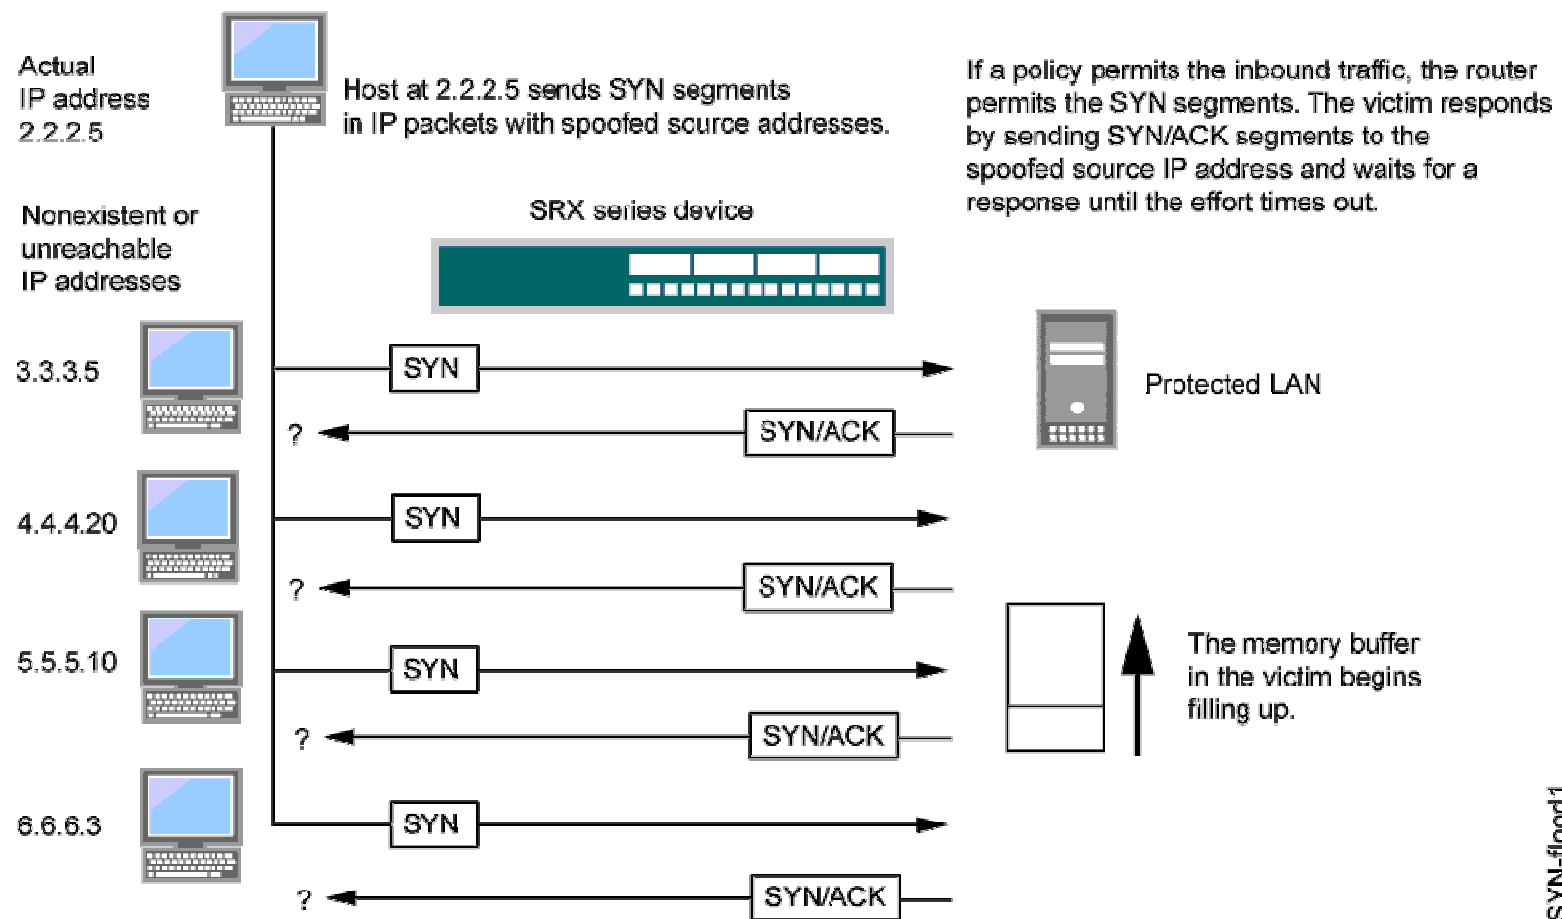 Actual
IP address
2.2.2.5
Host at 2.2.2.5 sends SYN segments
in IP packets with spoofed source addresses.
If a policy permits the inbound traffic, the router
permits the SYN segments. The victim responds
by sending SYN/ACK segments to the
spoofed source IP address and waits for a
response until the effort times out.
Nonexistent or
unreachable
IP addresses
SRX series device
3.3.3.5
SYN
Protected LAN
?
SYN/ACK
4.4.4.20
SYN
?
SYN/ACK
5.5.5.10
SYN
The memory buffer
in the victim begins
filling up.
?
SYN/ACK
6.6.6.3
SYN
?
SYN/ACK
SYN-flood1